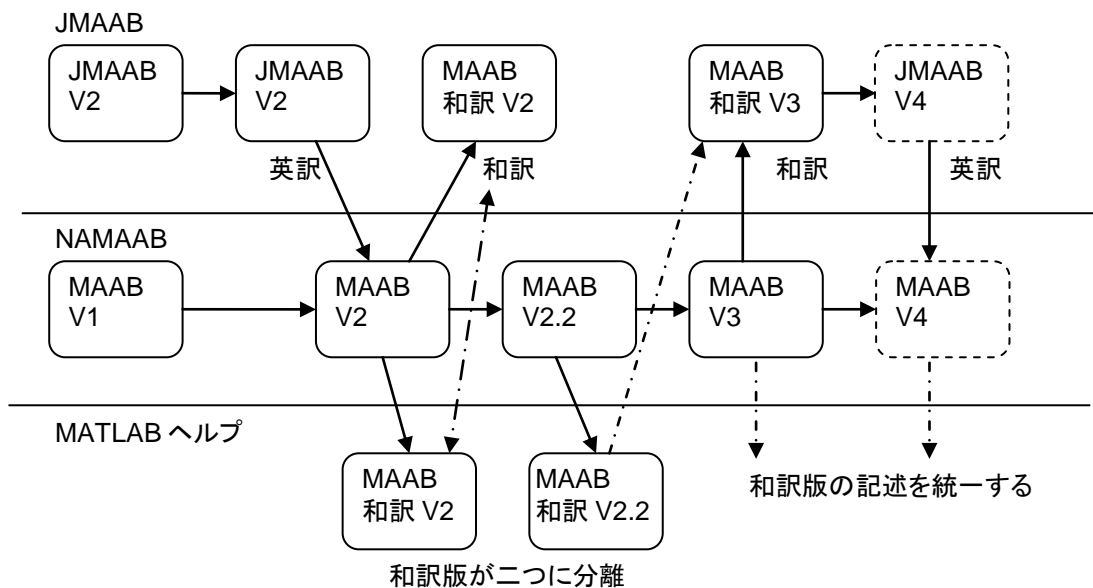 JMAAB
JMAAB
V2
JMAAB
V2
MAAB
和訳 V2
MAAB
和訳 V3
JMAAB
V4
英訳
和訳
和訳
英訳
NAMAAB
MAAB
V1
MAAB
V2
MAAB
V2.2
MAAB
V3
MAAB
V4
MATLAB ヘルプ
MAAB
和訳 V2
MAAB
和訳 V2.2
和訳版の記述を統一する
和訳版が二つに分離